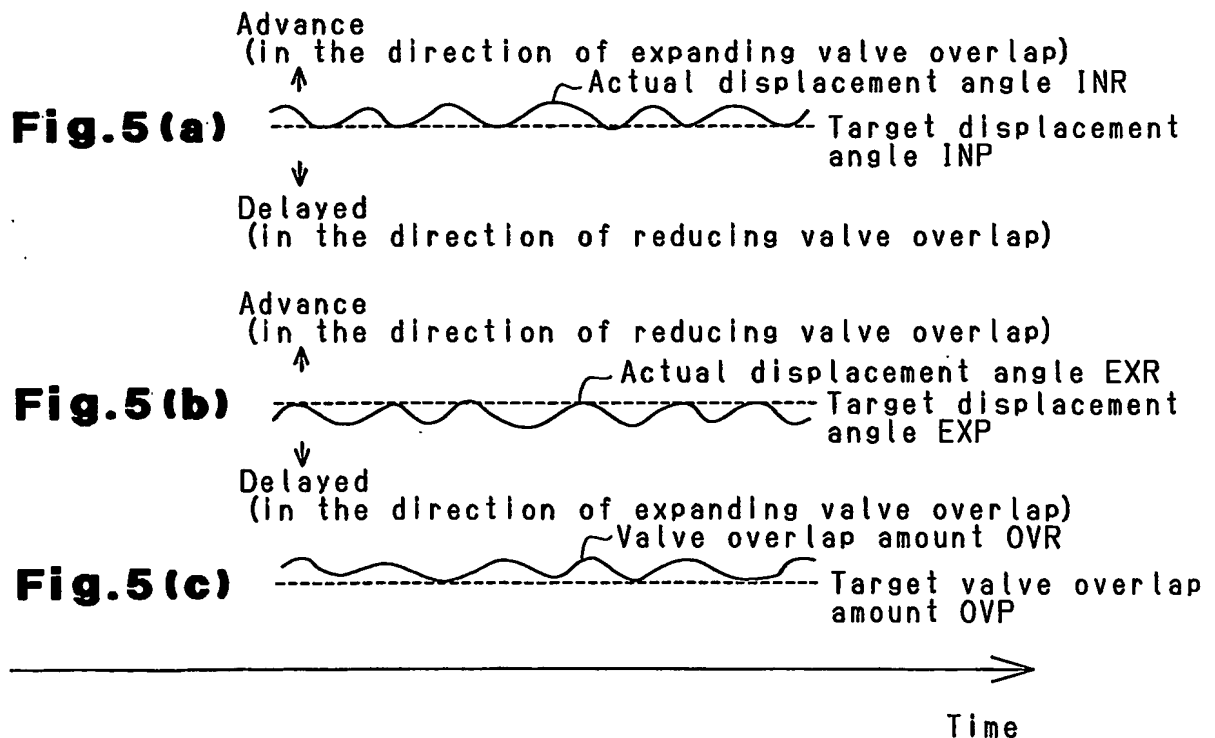 Advance
(in the direction of expanding valve overlap)
Actual displacement angle INR
Fig.5(a)
Target displacement
angle INP
Delayed
(in the direction of reducing valve overlap)
Advance
(in the direction of reducing valve overlap)
Actual displacement angle EXR
Fig.5(b)
Target displacement
angle EXP
Delayed
(in the direction of expanding valve overlap)
Valve overlap amount OVR
Fig.5(c)
Target valve overlap
amount OVP
Time